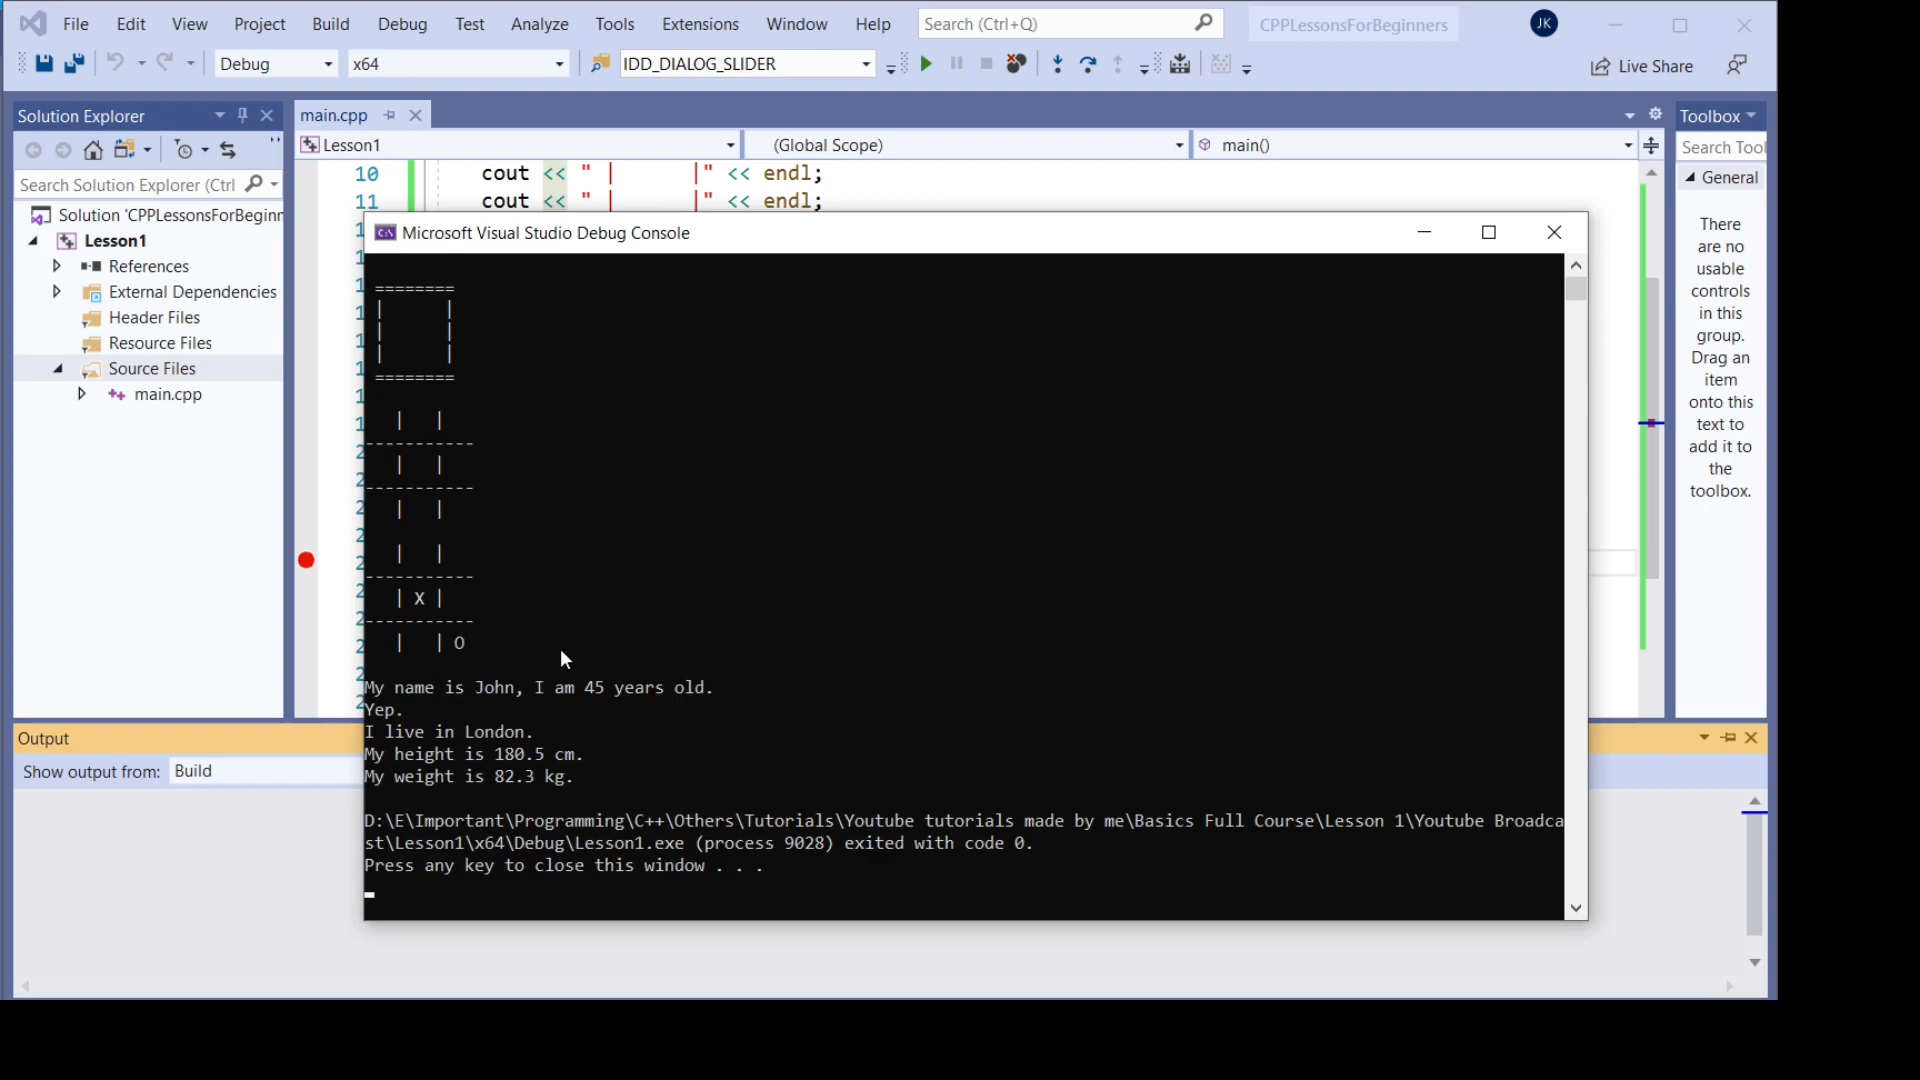 File Edit View Project Build Debug Test Analyze Tools Extensions Window Help Search (Ctrl+Q) CPPLessonsForBeginners JK
Debug x64 IDD_DIALOG_SLIDER Live Share
Solution Explorer
Search Solution Explorer (Ctrl
Solution 'CPPLessonsForBeginn
Lesson1
References
External Dependencies
Header Files
Resource Files
Source Files
main.cpp
main.cpp
Lesson1 (Global Scope) main()
10 cout << " |      |" << endl;
11 cout << " |      |" << endl;
Microsoft Visual Studio Debug Console
 ========
 |      |
 |      |
 |      |
 ========
   |   |
-----------
   |   |
-----------
   |   |
   |   |
-----------
   | X |
-----------
   |   | O
My name is John, I am 45 years old.
Yep.
I live in London.
My height is 180.5 cm.
My weight is 82.3 kg.
D:\E\Important\Programming\C++\Others\Tutorials\Youtube tutorials made by me\Basics Full Course\Lesson 1\Youtube Broadca
st\Lesson1\x64\Debug\Lesson1.exe (process 9028) exited with code 0.
Press any key to close this window . . .
Toolbox
Search Tool
General
There
are no
usable
controls
in this
group.
Drag an
item
onto this
text to
add it to
the
toolbox.
Output
Show output from: Build